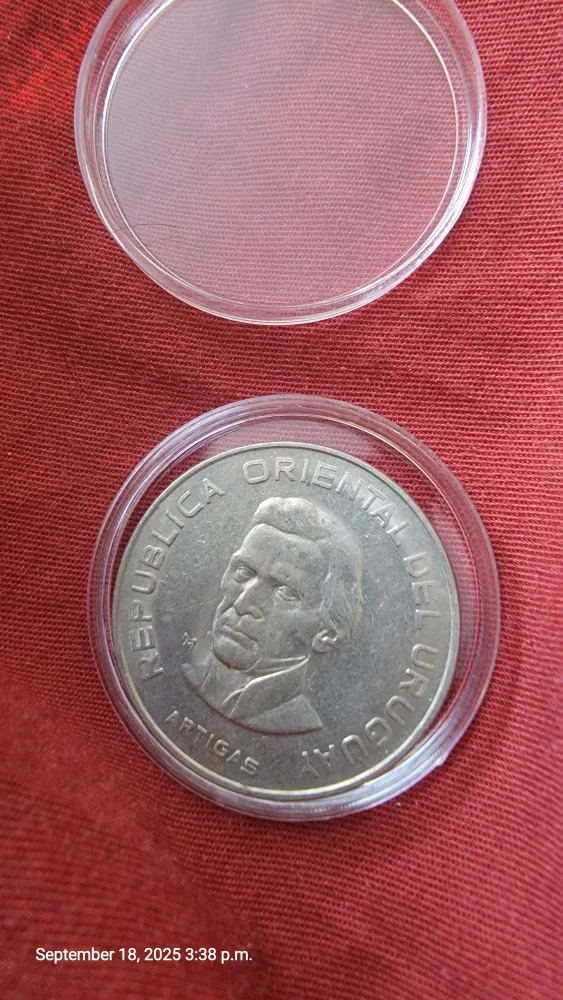 REPUBLICA ORIENTAL DEL URUGUAY
ARTIGAS
September 18, 2025 3:38 p.m.